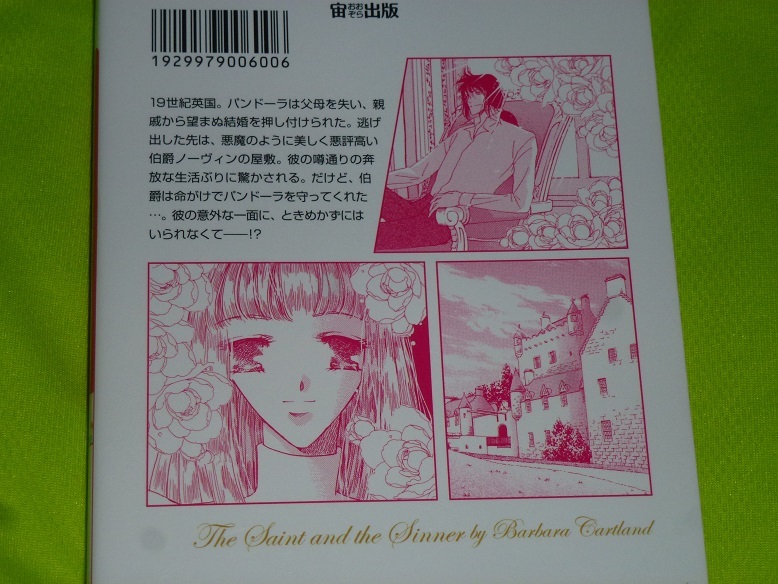 宙おおぞら出版
1929979006006
19世紀英国。パンドーラは父母を失い、親
戚から望まぬ結婚を押し付けられた。逃げ
出した先は、悪魔のように美しく悪評高い
伯爵ノーヴィンの屋敷。彼の噂通りの奔
放な生活ぶりに驚かされる。だけど、伯
爵は命がけでパンドーラを守ってくれた
…。彼の意外な一面に、ときめかずには
いられなくて――!?
The Saint and the Sinner by Barbara Cartland